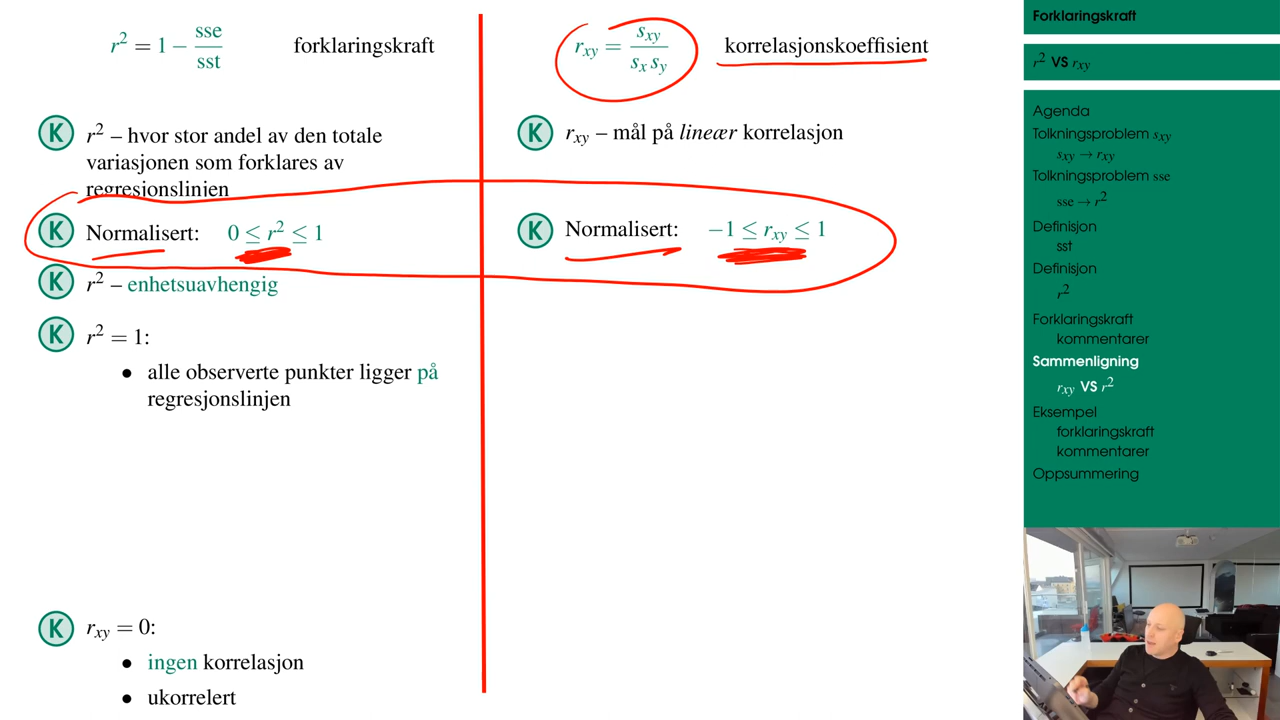 r² = 1 − sse/sst forklaringskraft
K r² – hvor stor andel av den totale
variasjonen som forklares av
regresjonslinien
K Normalisert: 0 ≤ r² ≤ 1
K r² – enhetsuavhengig
K r² = 1:
• alle observerte punkter ligger på
regresjonslinjen
K r_xy = 0:
• ingen korrelasjon
• ukorrelert
r_xy = s_xy / s_x s_y korrelasjonskoeffisient
K r_xy – mål på lineær korrelasjon
K Normalisert: −1 ≤ r_xy ≤ 1
Forklaringskraft
r² VS r_xy
Agenda
Tolkningsproblem s_xy
s_xy → r_xy
Tolkningsproblem sse
sse → r²
Definisjon
sst
Definisjon
r²
Forklaringskraft
kommentarer
Sammenligning
r_xy VS r²
Eksempel
forklaringskraft
kommentarer
Oppsummering